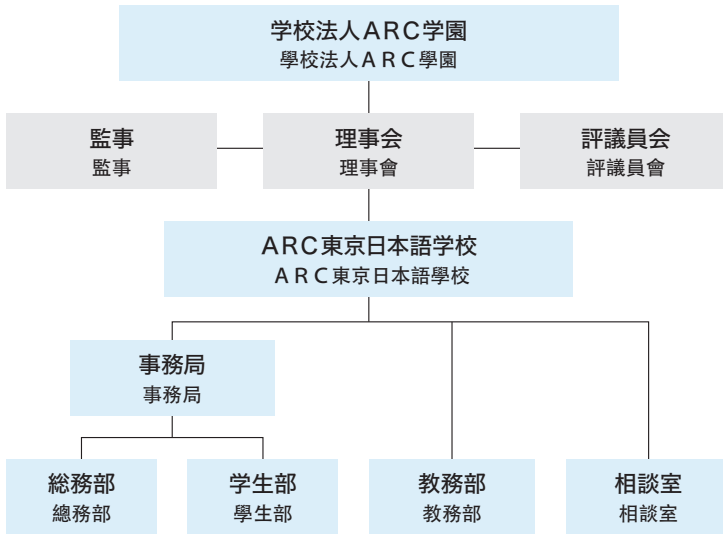 学校法人ARC学園
學校法人ARC學園
監事
監事
理事会
理事會
評議員会
評議員會
ARC東京日本語学校
ARC東京日本語學校
事務局
事務局
総務部
總務部
学生部
學生部
教務部
教務部
相談室
相談室